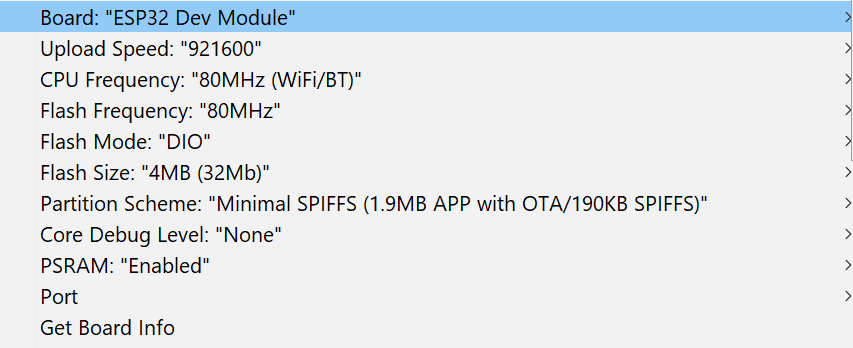 Board: "ESP32 Dev Module"
Upload Speed: "921600"
CPU Frequency: "80MHz (WiFi/BT)"
Flash Frequency: "80MHz"
Flash Mode: "DIO"
Flash Size: "4MB (32Mb)"
Partition Scheme: "Minimal SPIFFS (1.9MB APP with OTA/190KB SPIFFS)"
Core Debug Level: "None"
PSRAM: "Enabled"
Port
Get Board Info